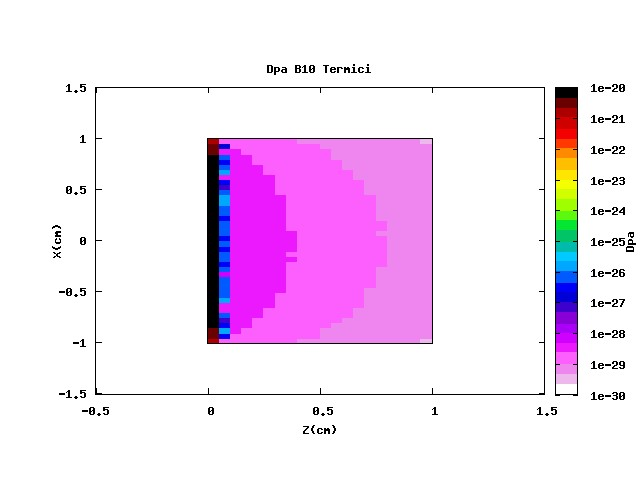 Dpa B10 Termici
1.5
1
0.5
0
-0.5
-1
-1.5
X(cm)
-0.5
0
0.5
1
1.5
Z(cm)
1e-20
1e-21
1e-22
1e-23
1e-24
1e-25
1e-26
1e-27
1e-28
1e-29
1e-30
Dpa